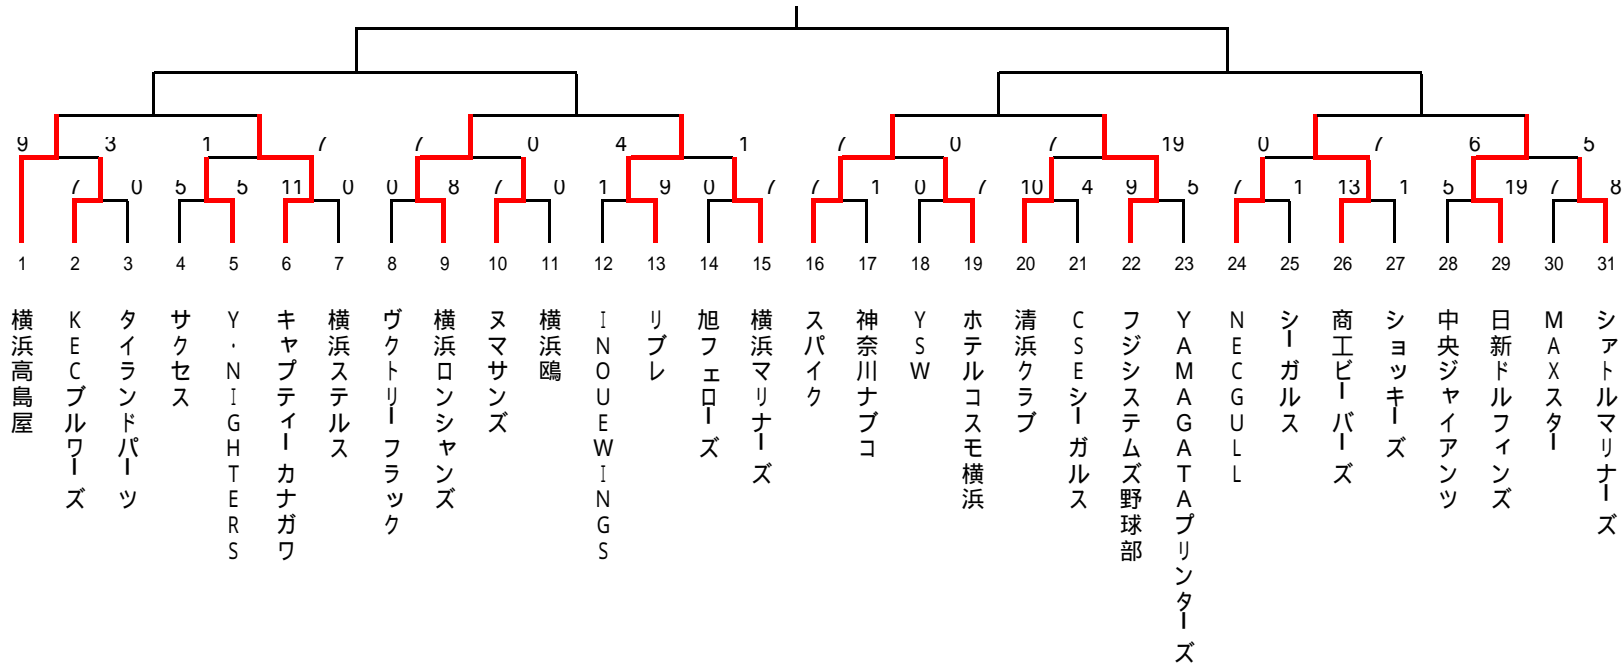 9 3 1 7 7 0 4 1 7 0 7 19 0 7 6 5
7 0 5 5 11 0 0 8 7 0 1 9 0 7 7 1 0 7 10 4 9 5 7 1 13 1 5 19 7 8
1 2 3 4 5 6 7 8 9 10 11 12 13 14 15 16 17 18 19 20 21 22 23 24 25 26 27 28 29 30 31
横浜高島屋
KECブルワーズ
タイランドパーツ
サクセス
Y・NIGHTERS
キャプティーカナガワ
横浜ステルス
ヴクトリーフラック
横浜ロンシャンズ
ヌマサンズ
横浜鴎
INOUEWINGS
リブレ
旭フェローズ
横浜マリナーズ
スパイク
神奈川ナブコ
YSW
ホテルコスモ横浜
清浜クラブ
CSEシーガルス
フジシステムズ野球部
YAMAGATAプリンターズ
NECGULL
シーガルス
商工ビーバーズ
ショッキーズ
中央ジャイアンツ
日新ドルフィンズ
MAXスター
シァトルマリナーズ